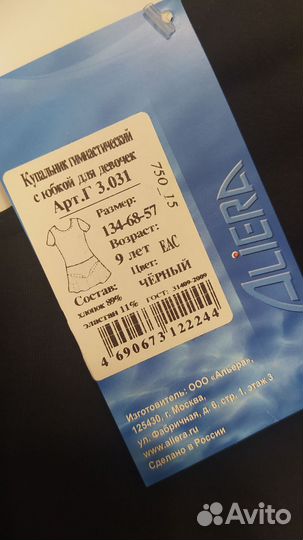 Купальник гимнастический
с юбкой для девочек
Арт.Г 3.031
750_15
Размер:
134-68-57
Возраст:
9 лет ЕАС
Цвет:
ЧЁРНЫЙ
Состав:
хлопок 89%
эластан 11%
ГОСТ: 31409-2009
4 690673 122244
ALIERA
Изготовитель: ООО «Альера»,
125430, г. Москва,
ул. Фабричная, д. 6, стр. 1, этаж 3
www.aliera.ru
Сделано в России
Avito